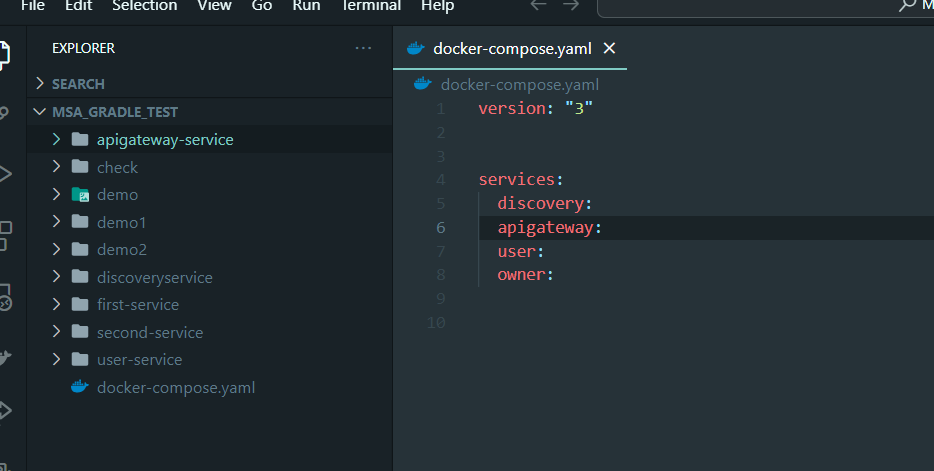 File Edit Selection View Go Run Terminal Help
EXPLORER
SEARCH
MSA_GRADLE_TEST
apigateway-service
check
demo
demo1
demo2
discoveryservice
first-service
second-service
user-service
docker-compose.yaml
docker-compose.yaml
docker-compose.yaml
1 version: "3"
2
3
4 services:
5 discovery:
6 apigateway:
7 user:
8 owner:
9
10